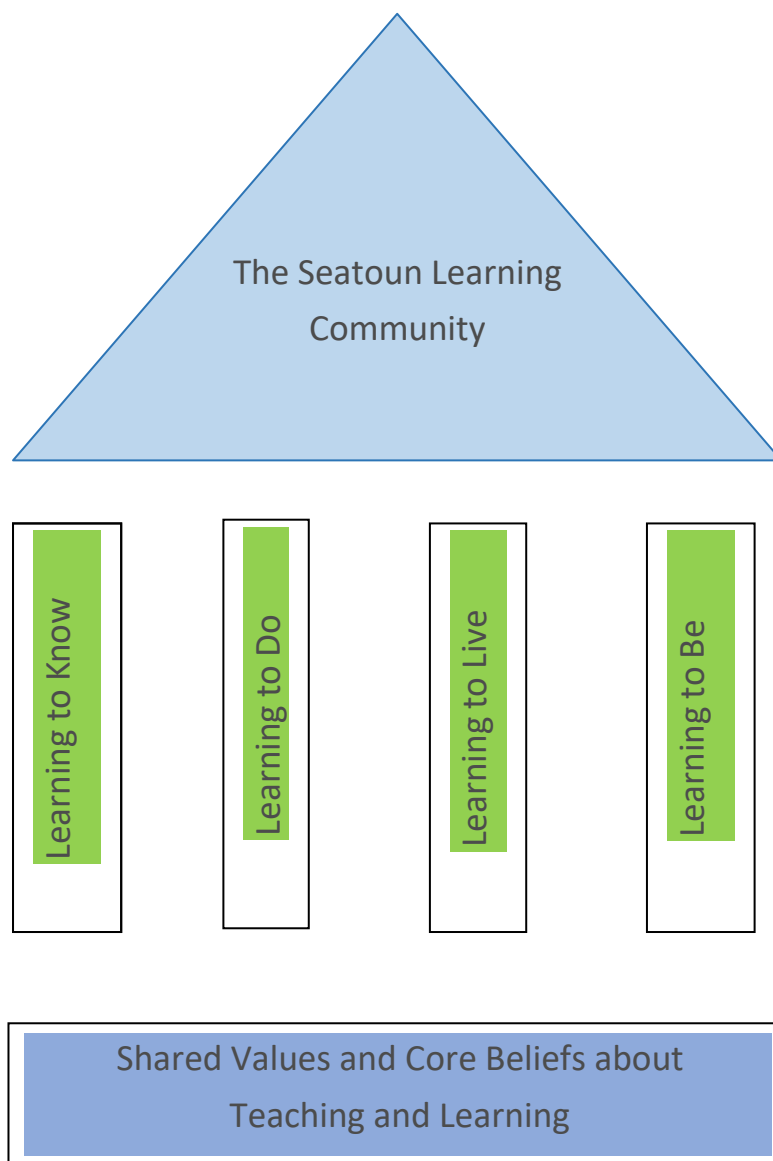 The Seatoun Learning
Community
Learning to Know
Learning to Do
Learning to Live
Learning to Be
Shared Values and Core Beliefs about
Teaching and Learning